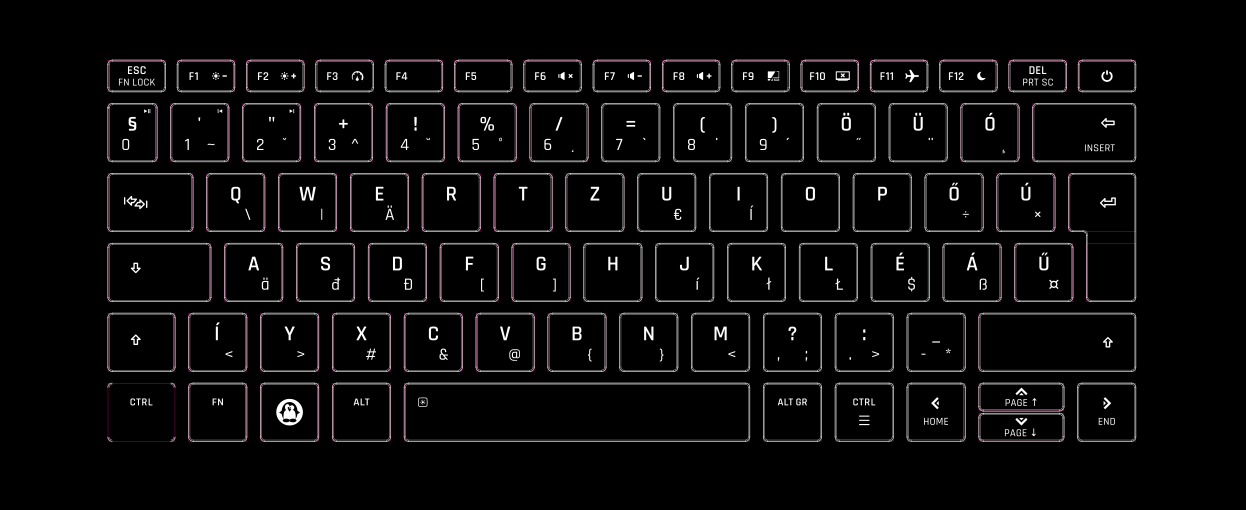 ESC F1 F2 F3 F4 F5 F6 F7 F8 F9 F10 F11 F12 DEL
FN LOCK PRT SC
§ ' " + ! % / = ( ) Ö Ü Ó
0 1 ~ 2 ˇ 3 ^ 4 ˘ 5 ° 6 ˛ 7 ` 8 ˙ 9 ´ ˝ ¨ ¸ INSERT
Q W E R T Z U I O P Ő Ú
\ | Ä € Í ÷ ×
A S D F G H J K L É Á Ű
ä đ Đ [ ] í ł Ł $ ß ¤
Í Y X C V B N M ? : _
< > # & @ { } < , ; . > - *
CTRL FN ALT ALT GR CTRL
PAGE ↑
HOME END
PAGE ↓